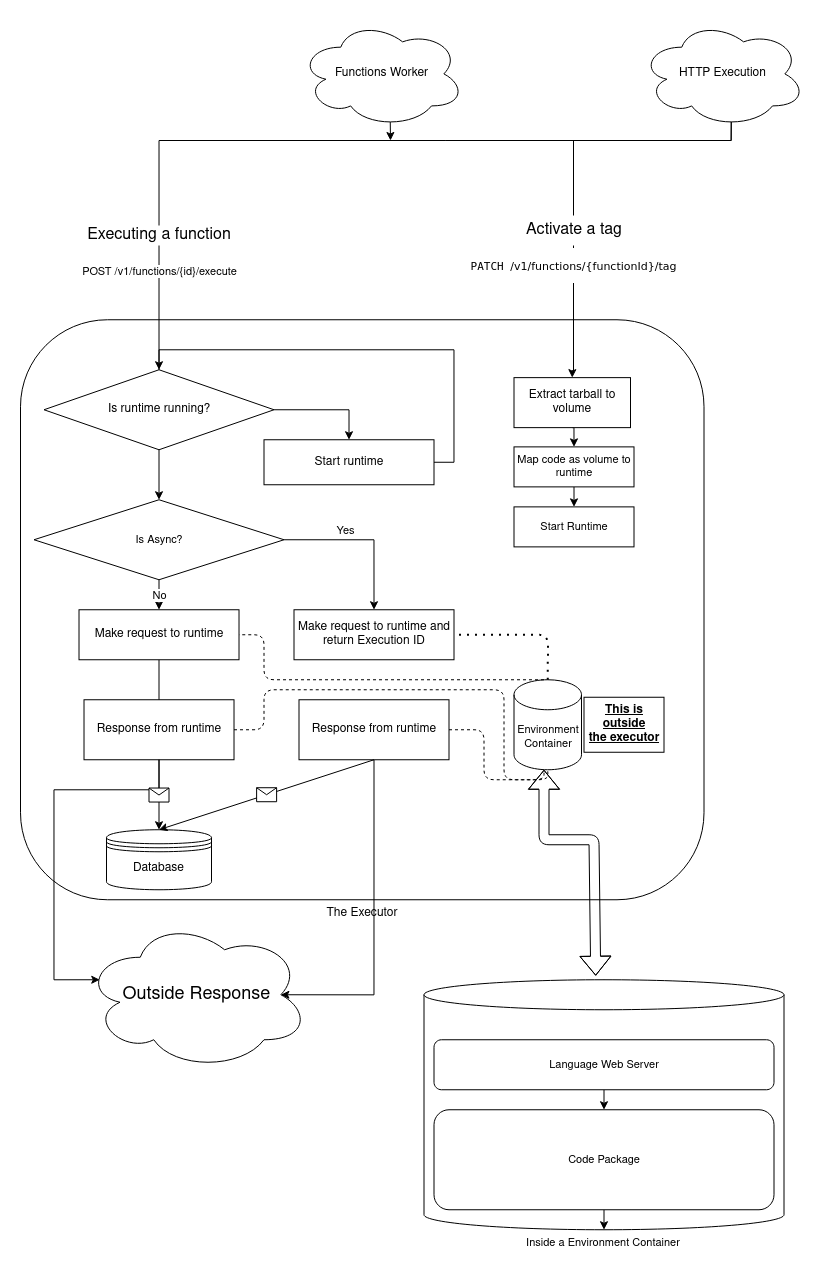 Functions Worker
HTTP Execution
Executing a function
Activate a tag
POST /v1/functions/{id}/execute
PATCH /v1/functions/{functionId}/tag
Is runtime running?
Extract tarball to
volume
Start runtime
Map code as volume to
runtime
Start Runtime
Is Async?
Yes
No
Make request to runtime
Make request to runtime and
return Execution ID
Response from runtime
Response from runtime
Environment
Container
This is
outside
the executor
Database
The Executor
Outside Response
Language Web Server
Code Package
Inside a Environment Container